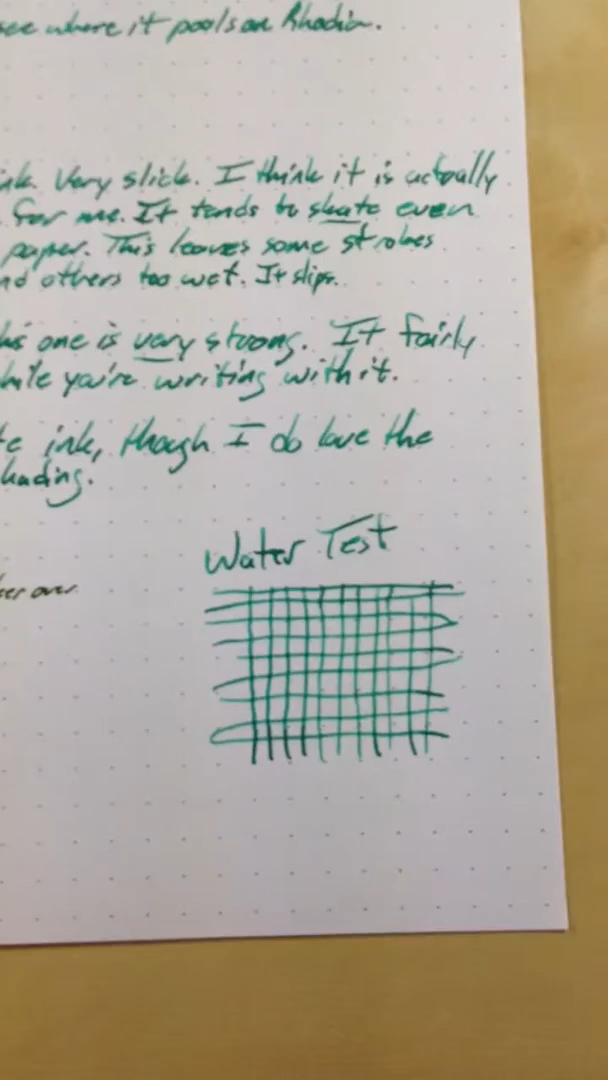 see where it pools on Rhodia.
ink. Very slick. I think it is actually
for me. It tends to skate even
paper. This leaves some strokes
and others too wet. It slips.
this one is very strong. It fairly
while you're writing with it.
ink, though I do love the
shading.
Water Test
over